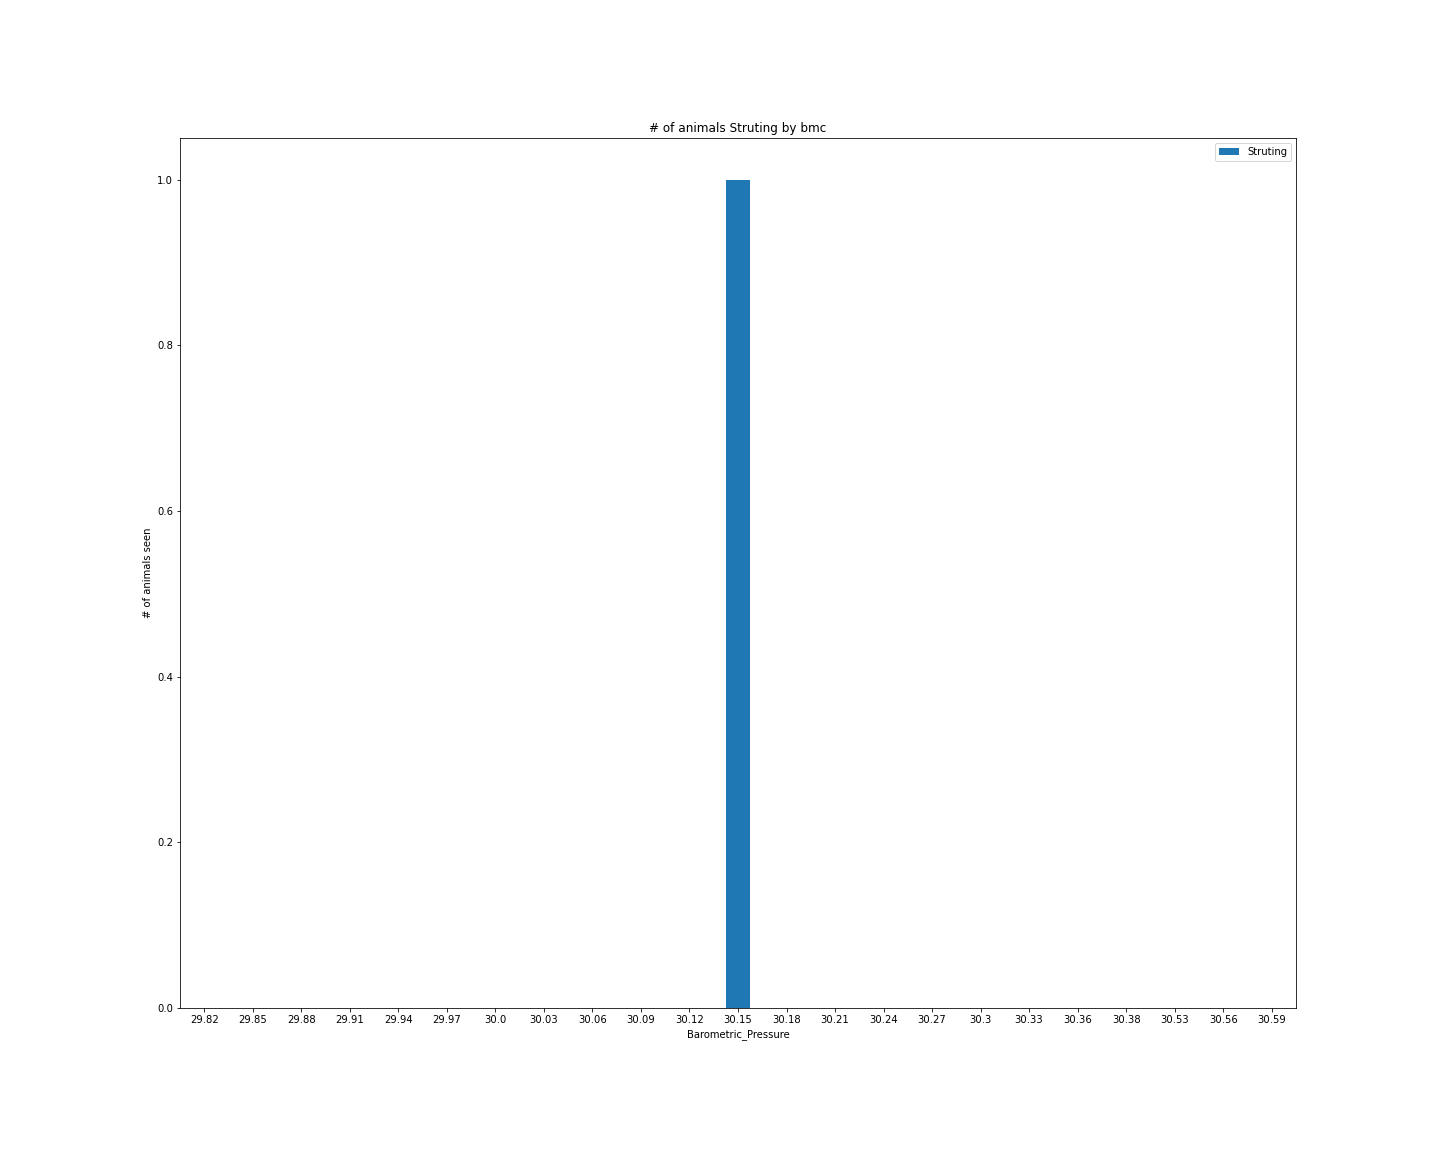 # of animals Struting by bmc
Struting
1.0
0.8
0.6
0.4
0.2
0.0
# of animals seen
29.82 29.85 29.88 29.91 29.94 29.97 30.0 30.03 30.06 30.09 30.12 30.15 30.18 30.21 30.24 30.27 30.3 30.33 30.36 30.38 30.53 30.56 30.59
Barometric_Pressure